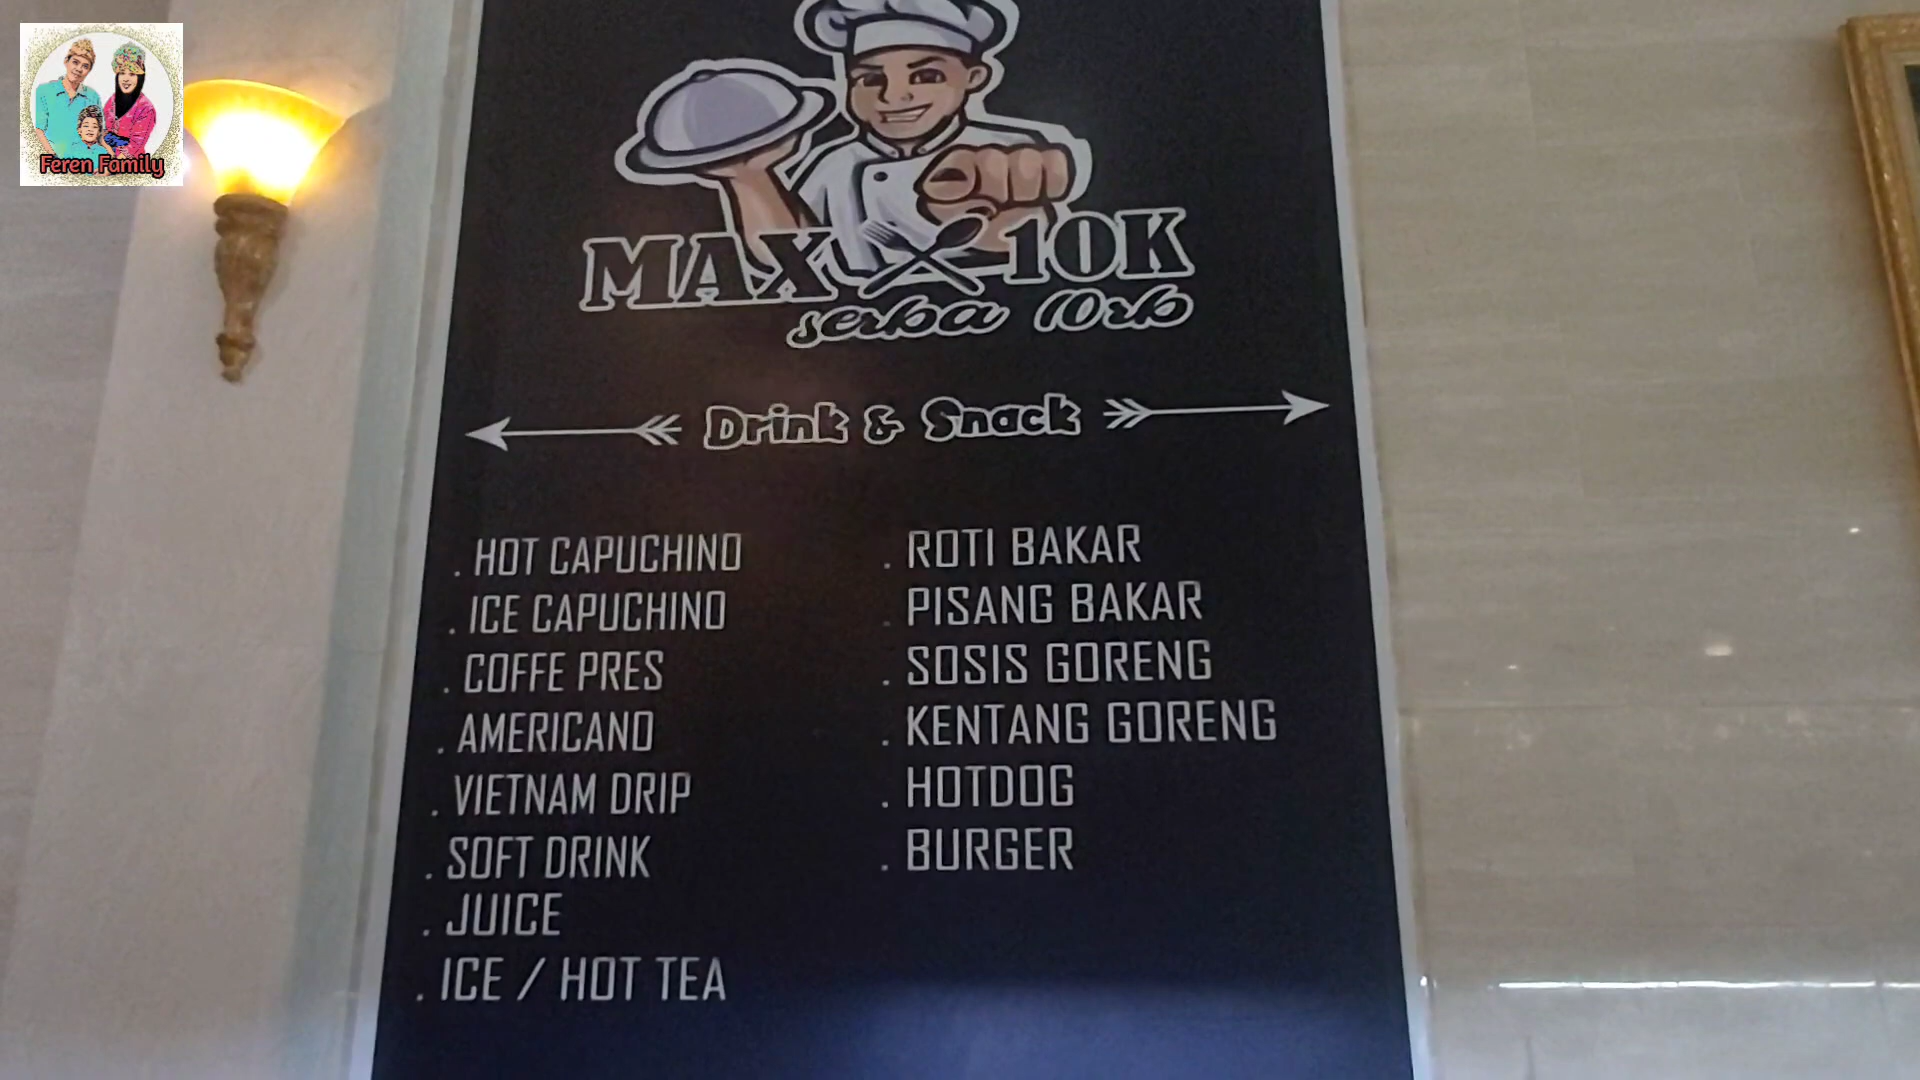 Feren Family
MAX 10K
serba 10rb
Drink & Snack
. HOT CAPUCHINO
. ICE CAPUCHINO
. COFFE PRES
. AMERICANO
. VIETNAM DRIP
. SOFT DRINK
. JUICE
. ICE / HOT TEA
. ROTI BAKAR
. PISANG BAKAR
. SOSIS GORENG
. KENTANG GORENG
. HOTDOG
. BURGER